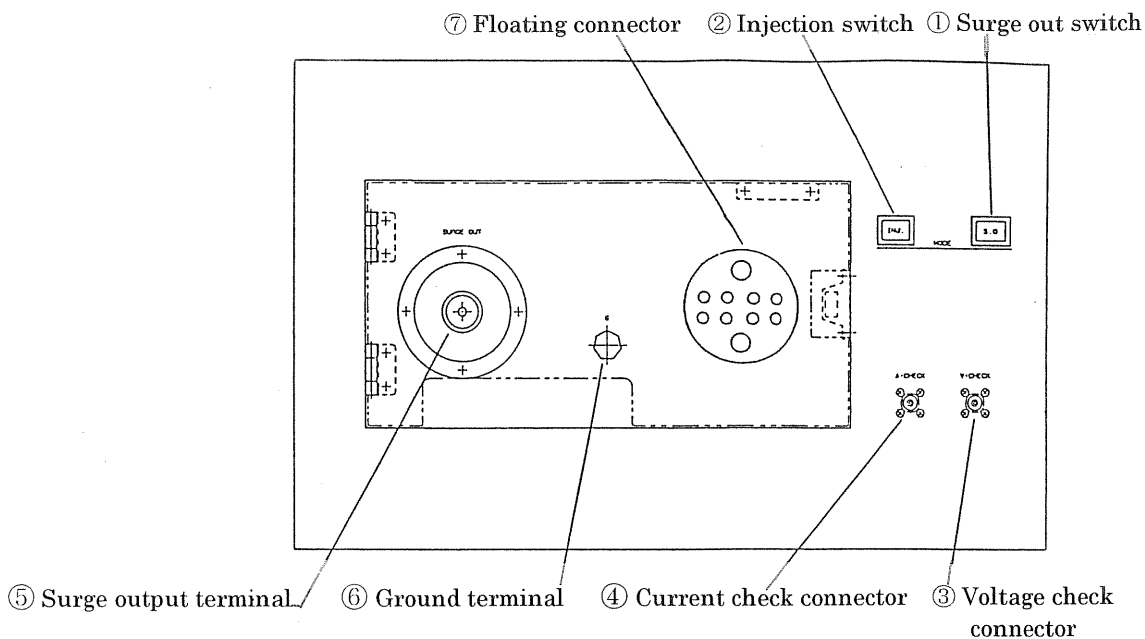 ⑦ Floating connector ② Injection switch ① Surge out switch
SURGE OUT
INJ. S.O
MODE
G
A-CHECK V-CHECK
⑤ Surge output terminal ⑥ Ground terminal ④ Current check connector ③ Voltage check
connector